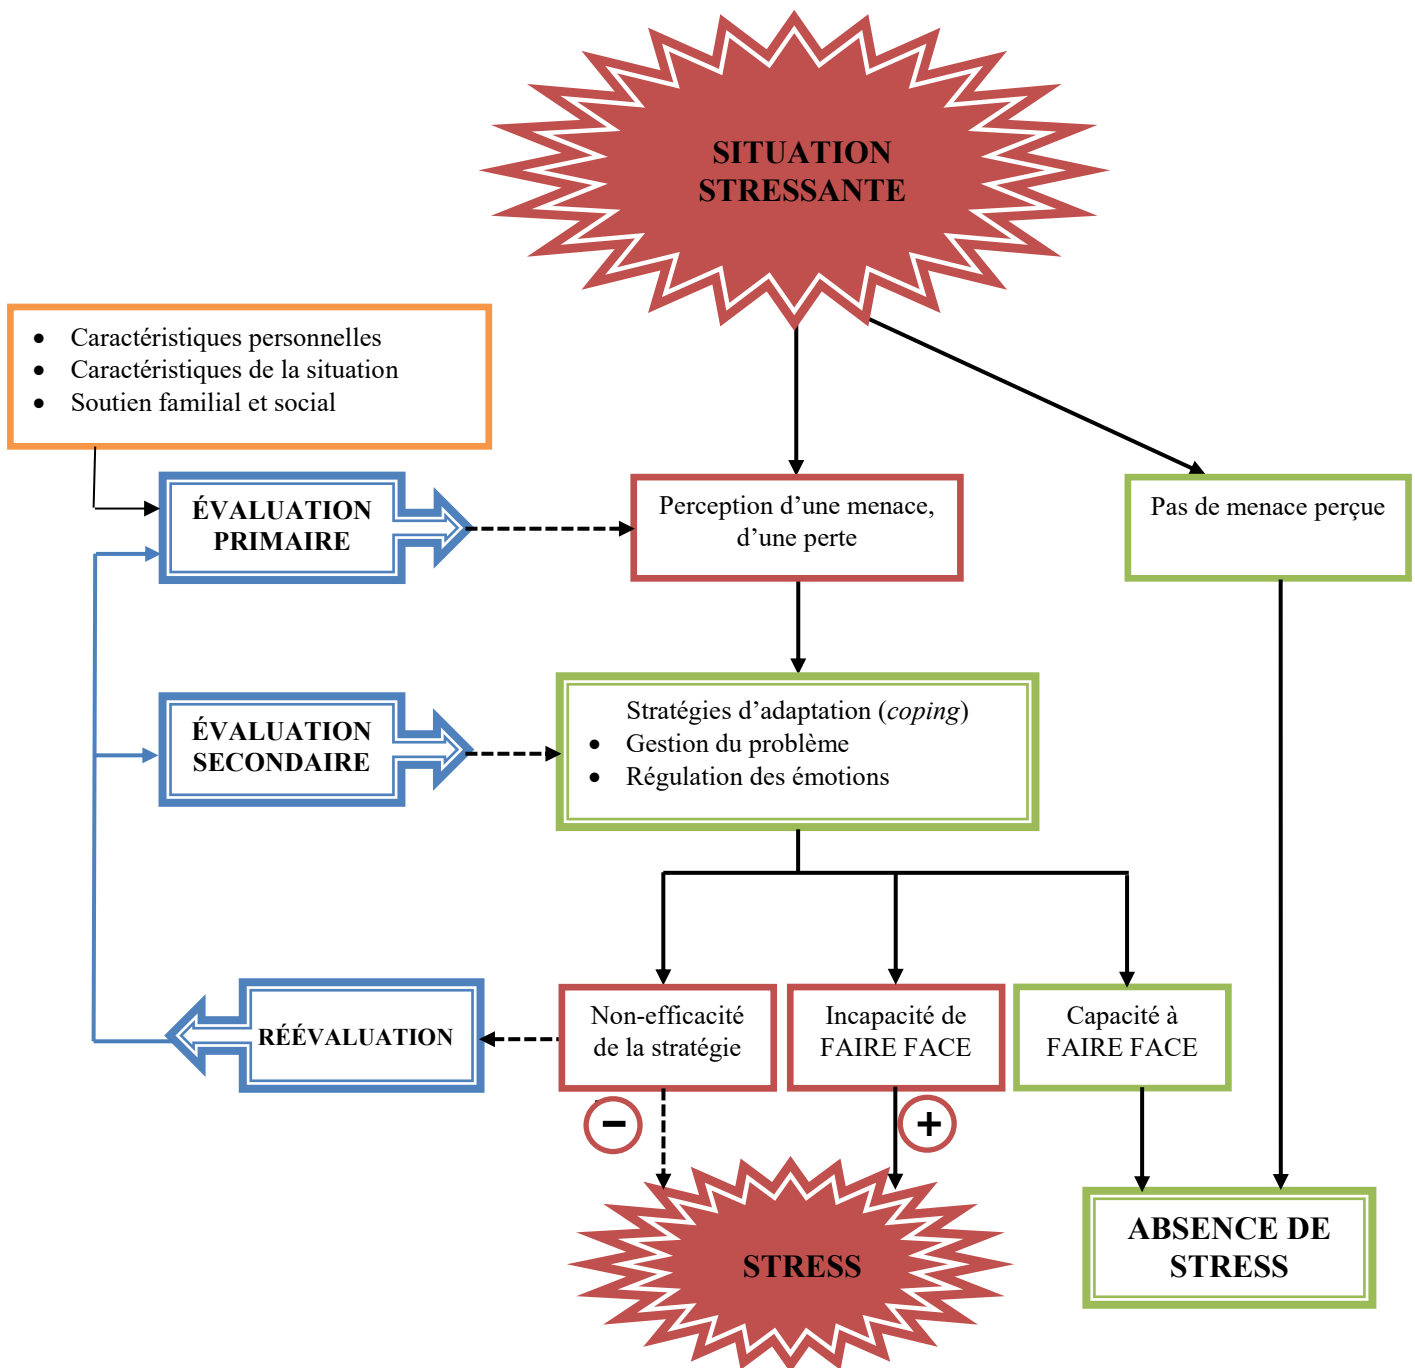 SITUATION
STRESSANTE
• Caractéristiques personnelles
• Caractéristiques de la situation
• Soutien familial et social
ÉVALUATION
PRIMAIRE
Perception d’une menace,
d’une perte
Pas de menace perçue
ÉVALUATION
SECONDAIRE
Stratégies d’adaptation (coping)
• Gestion du problème
• Régulation des émotions
RÉÉVALUATION
Non-efficacité
de la stratégie
Incapacité de
FAIRE FACE
Capacité à
FAIRE FACE
−
+
STRESS
ABSENCE DE
STRESS